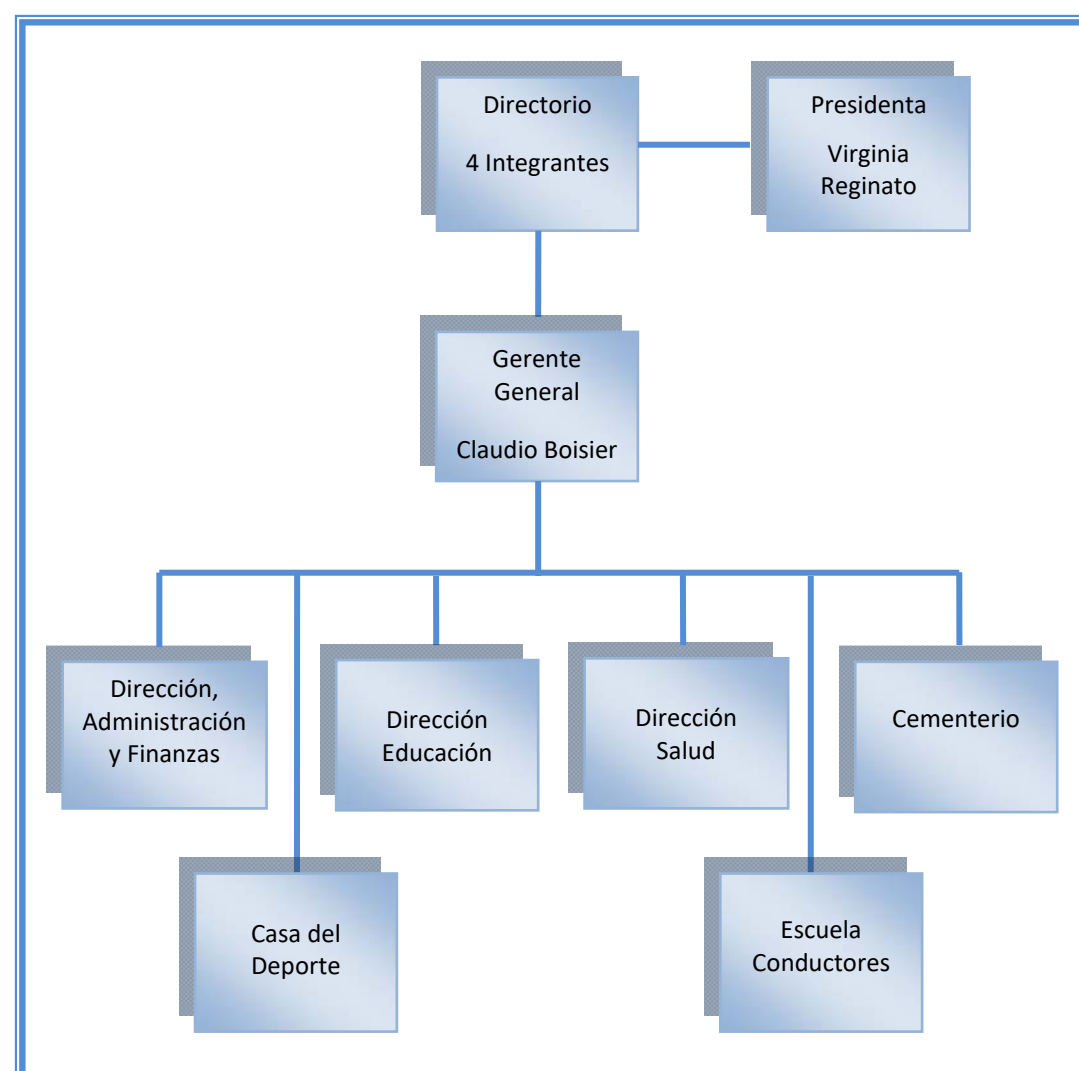 Directorio
4 Integrantes
Presidenta
Virginia
Reginato
Gerente
General
Claudio Boisier
Dirección,
Administración
y Finanzas
Dirección
Educación
Dirección
Salud
Cementerio
Casa del
Deporte
Escuela
Conductores